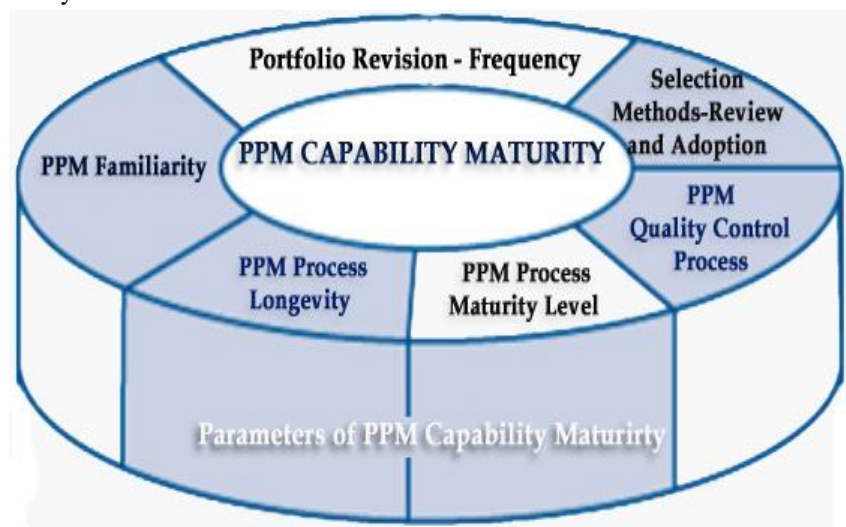 Portfolio Revision - Frequency
Selection
Methods-Review
and Adoption
PPM Familiarity
PPM CAPABILITY MATURITY
PPM
Quality Control
Process
PPM Process
Longevity
PPM Process
Maturity Level
Parameters of PPM Capability Maturirty